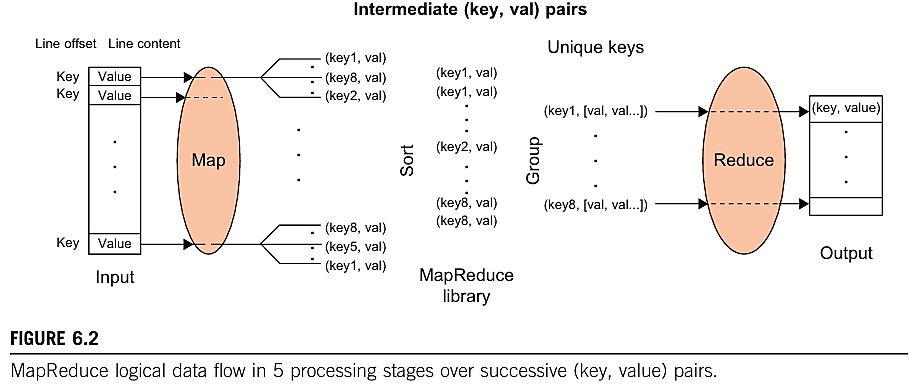 Intermediate (key, val) pairs
Line offset Line content
Unique keys
Key Value
Key Value
Key Value
Input
Map
(key1, val)
(key8, val)
(key2, val)
(key8, val)
(key5, val)
(key1, val)
Sort
(key1, val)
(key1, val)
(key2, val)
(key8, val)
(key8, val)
MapReduce
library
Group
(key1, [val, val...])
(key8, [val, val...])
Reduce
(key, value)
Output
FIGURE 6.2
MapReduce logical data flow in 5 processing stages over successive (key, value) pairs.